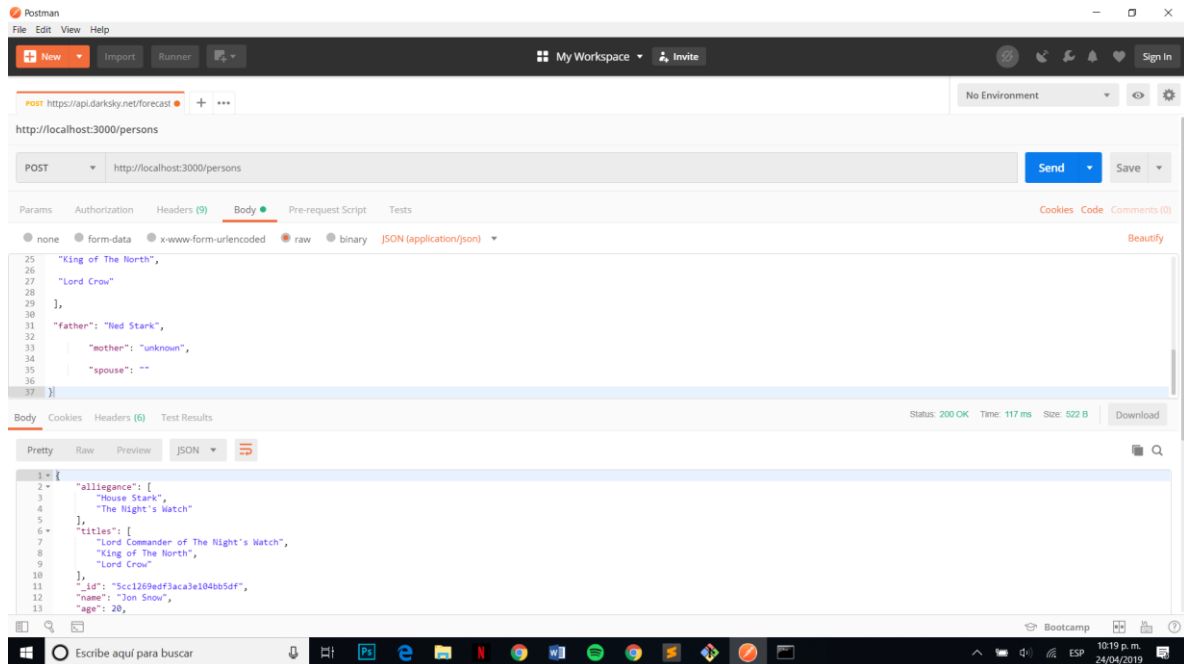 Postman
File Edit View Help
New Import Runner My Workspace Invite Sign In
POST https://api.darksky.net/forecast + ••• No Environment
http://localhost:3000/persons
POST http://localhost:3000/persons Send Save
Params Authorization Headers (9) Body Pre-request Script Tests Cookies Code Comments (0)
none form-data x-www-form-urlencoded raw binary JSON (application/json) Beautify
25 "King of The North",
26
27 "Lord Crow"
28
29 ],
30
31 "father": "Ned Stark",
32
33 "mother": "unknown",
34
35 "spouse": ""
36
37 }
Body Cookies Headers (6) Test Results Status: 200 OK Time: 117 ms Size: 522 B Download
Pretty Raw Preview JSON
1 {
2 "alliegance": [
3 "House Stark",
4 "The Night's Watch"
5 ],
6 "titles": [
7 "Lord Commander of The Night's Watch",
8 "King of The North",
9 "Lord Crow"
10 ],
11 "_id": "5cc1269edf3aca3e104bb5df",
12 "name": "Jon Snow",
13 "age": 20,
Bootcamp
Escribe aquí para buscar Ps N W ESP 10:19 p. m.
24/04/2019